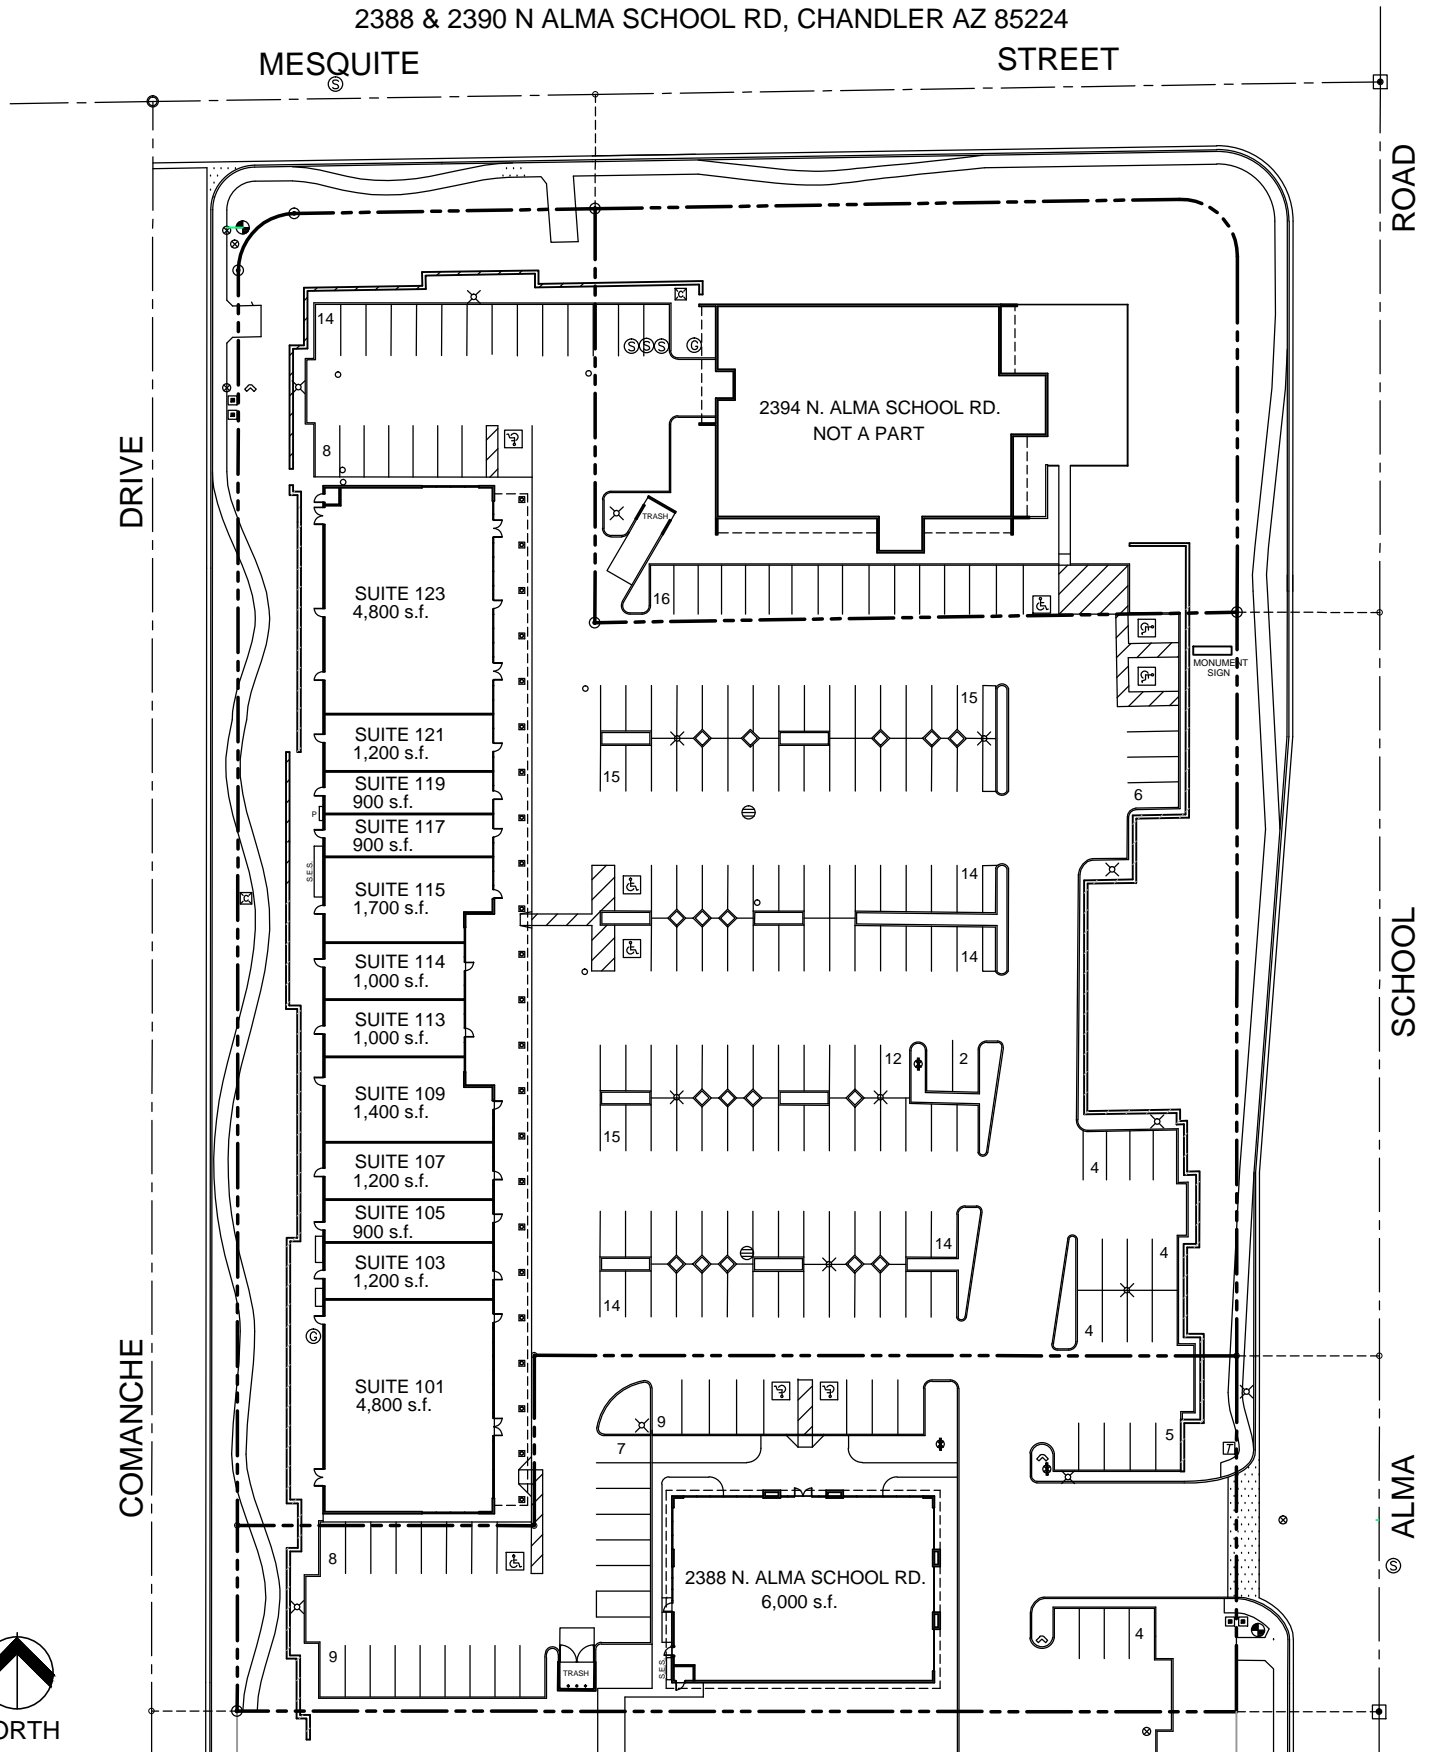 2388 & 2390 N ALMA SCHOOL RD, CHANDLER AZ 85224
MESQUITE
STREET
S
ROAD
C
14
S S S
G
2394 N. ALMA SCHOOL RD.
NOT A PART
DRIVE
8
TRASH
SUITE 123
4,800 s.f.
16
MONUMENT
SIGN
15
SUITE 121
1,200 s.f.
15
SUITE 119
900 s.f.
6
P
SUITE 117
900 s.f.
S.E.S.
14
SUITE 115
1,700 s.f.
SCHOOL
14
SUITE 114
1,000 s.f.
SUITE 113
1,000 s.f.
12
2
SUITE 109
1,400 s.f.
15
4
SUITE 107
1,200 s.f.
SUITE 105
900 s.f.
14
4
SUITE 103
1,200 s.f.
14
G
4
COMANCHE
SUITE 101
4,800 s.f.
9
7
5
T
ALMA
8
S
2388 N. ALMA SCHOOL RD.
6,000 s.f.
9
TRASH
S.E.S.
4
ORTH